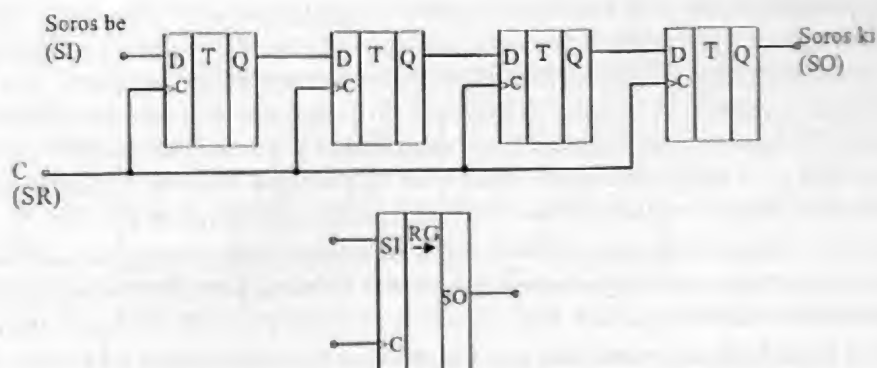 Soros be
(SI)
D T Q D T Q D T Q D T Q
C C C C
Soros ki
(SO)
C
(SR)
SI RG
SO
C